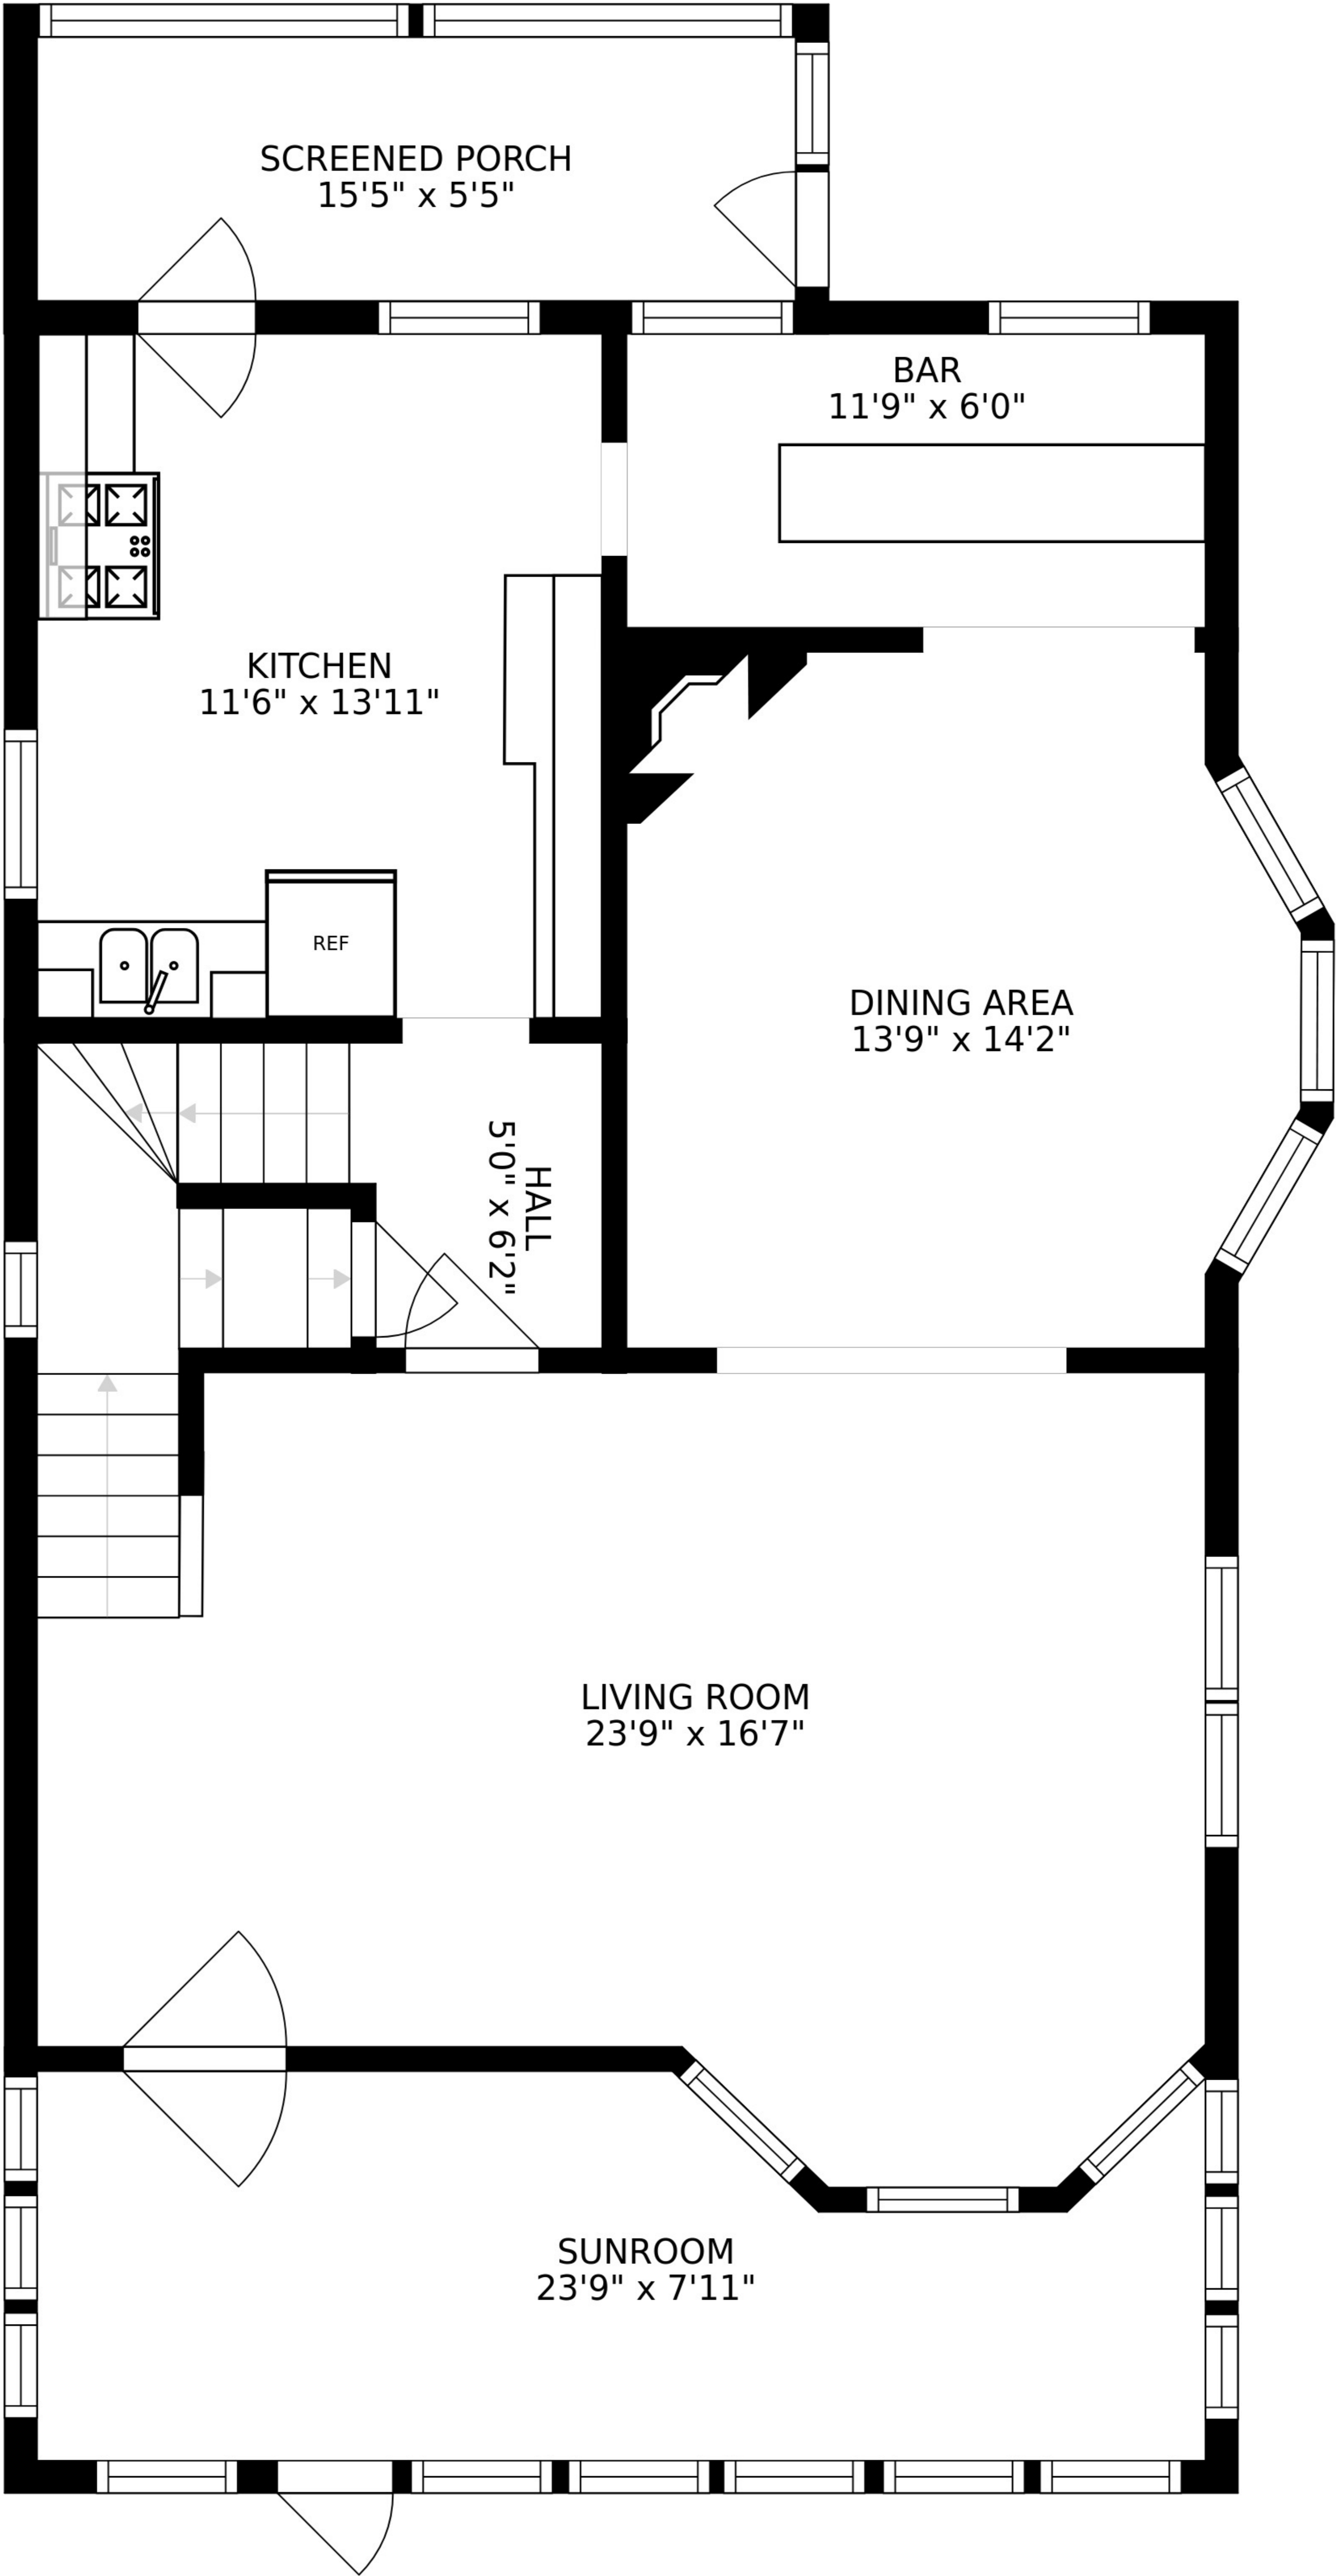 SCREENED PORCH
15'5" x 5'5"
BAR
11'9" x 6'0"
KITCHEN
11'6" x 13'11"
REF
DINING AREA
13'9" x 14'2"
HALL
5'0" x 6'2"
LIVING ROOM
23'9" x 16'7"
SUNROOM
23'9" x 7'11"